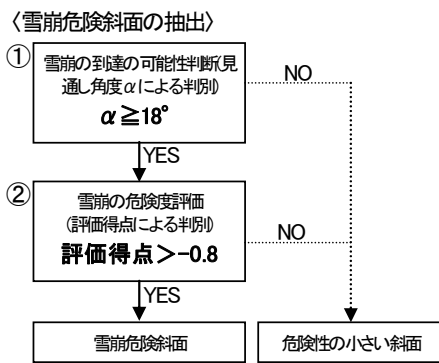 〈雪崩危険斜面の抽出〉
①
雪崩の到達の可能性判断(見
通し角度αによる判別)
α≧18°
NO
YES
②
雪崩の危険度評価
(評価得点による判別)
評価得点>-0.8
NO
YES
雪崩危険斜面
危険性の小さい斜面